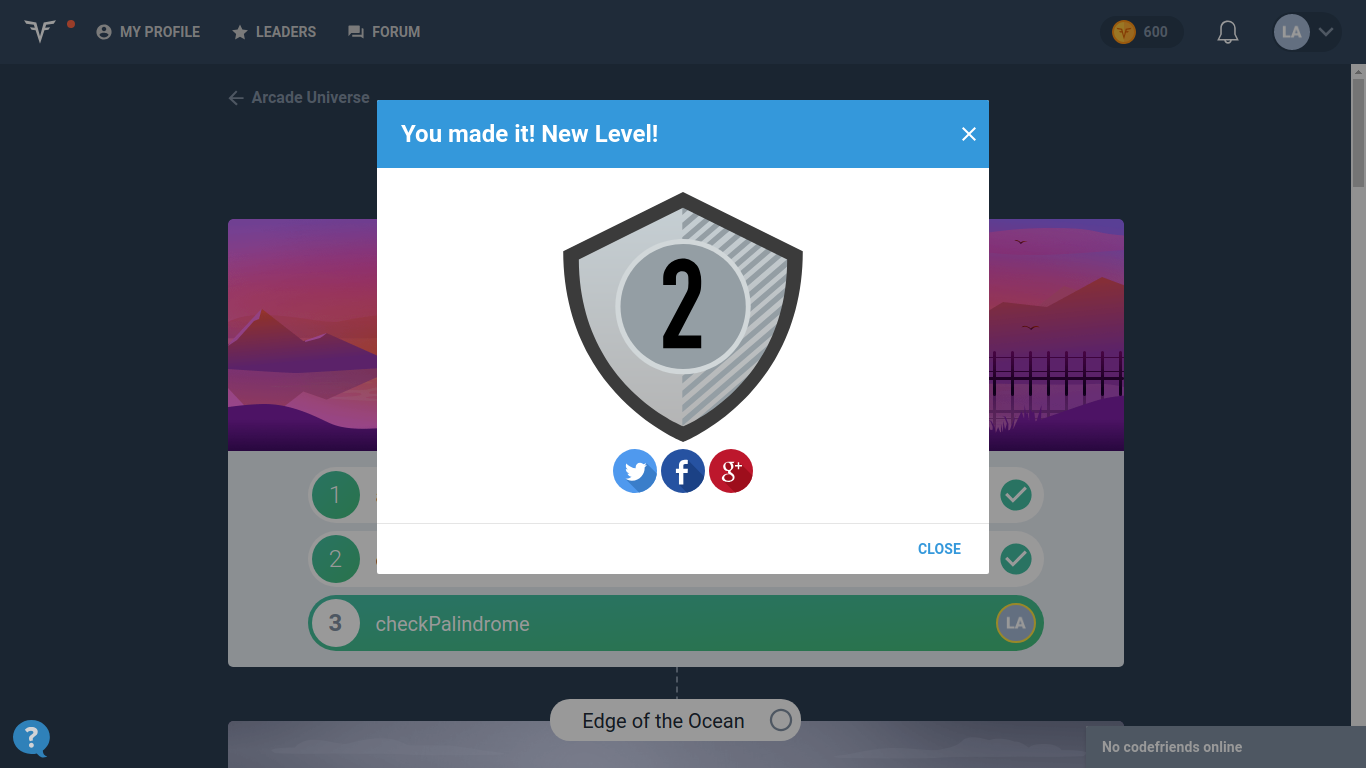 MY PROFILE
LEADERS
FORUM
600
LA
Arcade Universe
You made it! New Level!
2
g+
CLOSE
1
2
3
checkPalindrome
LA
Edge of the Ocean
?
No codefriends online